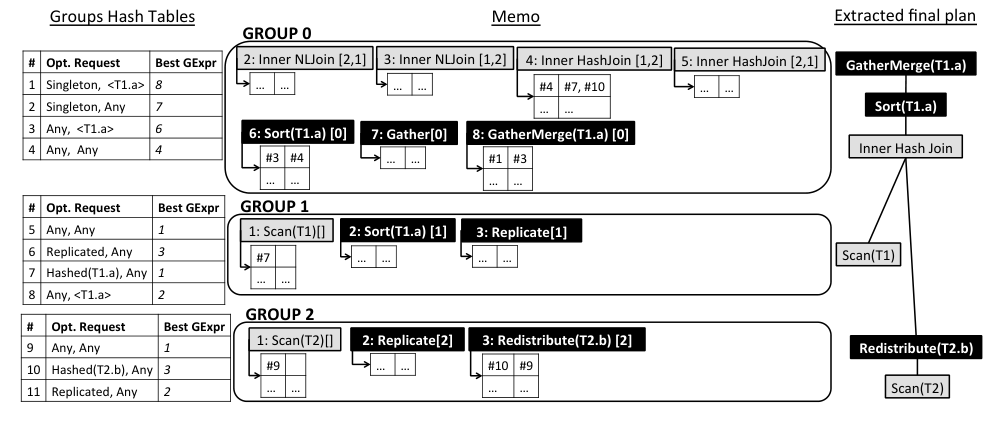 Groups Hash Tables
Memo
Extracted final plan
# Opt. Request Best GExpr
1 Singleton, <T1.a> 8
2 Singleton, Any 7
3 Any, <T1.a> 6
4 Any, Any 4
GROUP 0
2: Inner NLJoin [2,1]
... ...
3: Inner NLJoin [1,2]
... ...
4: Inner HashJoin [1,2]
#4 #7, #10
... ...
5: Inner HashJoin [2,1]
... ...
6: Sort(T1.a) [0]
#3 #4
... ...
7: Gather[0]
... ...
8: GatherMerge(T1.a) [0]
#1 #3
... ...
# Opt. Request Best GExpr
5 Any, Any 1
6 Replicated, Any 3
7 Hashed(T1.a), Any 1
8 Any, <T1.a> 2
GROUP 1
1: Scan(T1)[]
#7
... ...
2: Sort(T1.a) [1]
... ...
3: Replicate[1]
... ...
# Opt. Request Best GExpr
9 Any, Any 1
10 Hashed(T2.b), Any 3
11 Replicated, Any 2
GROUP 2
1: Scan(T2)[]
#9
... ...
2: Replicate[2]
... ...
3: Redistribute(T2.b) [2]
#10 #9
... ...
GatherMerge(T1.a)
Sort(T1.a)
Inner Hash Join
Scan(T1)
Redistribute(T2.b)
Scan(T2)